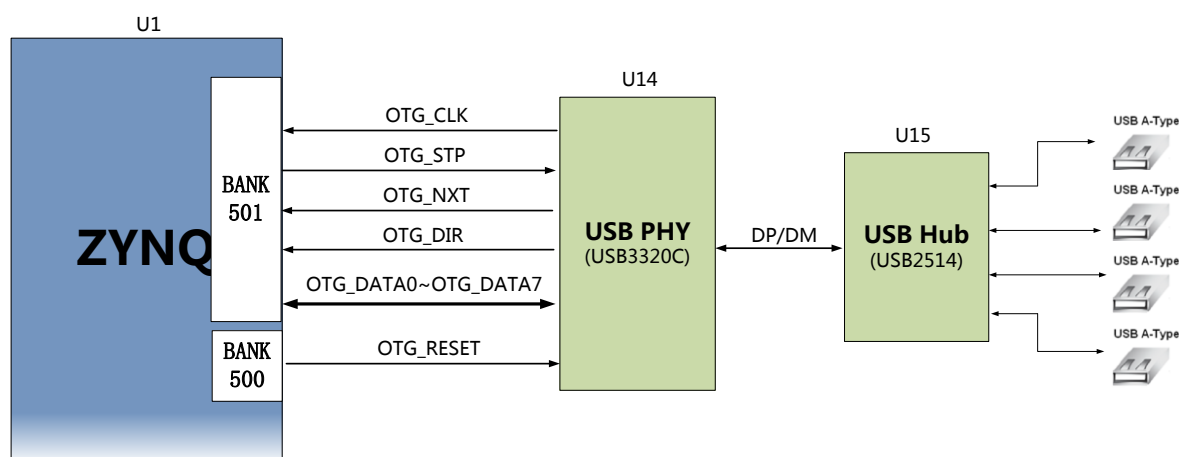 U1
ZYNQ
BANK
501
BANK
500
OTG_CLK
OTG_STP
OTG_NXT
OTG_DIR
OTG_DATA0~OTG_DATA7
OTG_RESET
U14
USB PHY
(USB3320C)
DP/DM
U15
USB Hub
(USB2514)
USB A-Type
USB A-Type
USB A-Type
USB A-Type